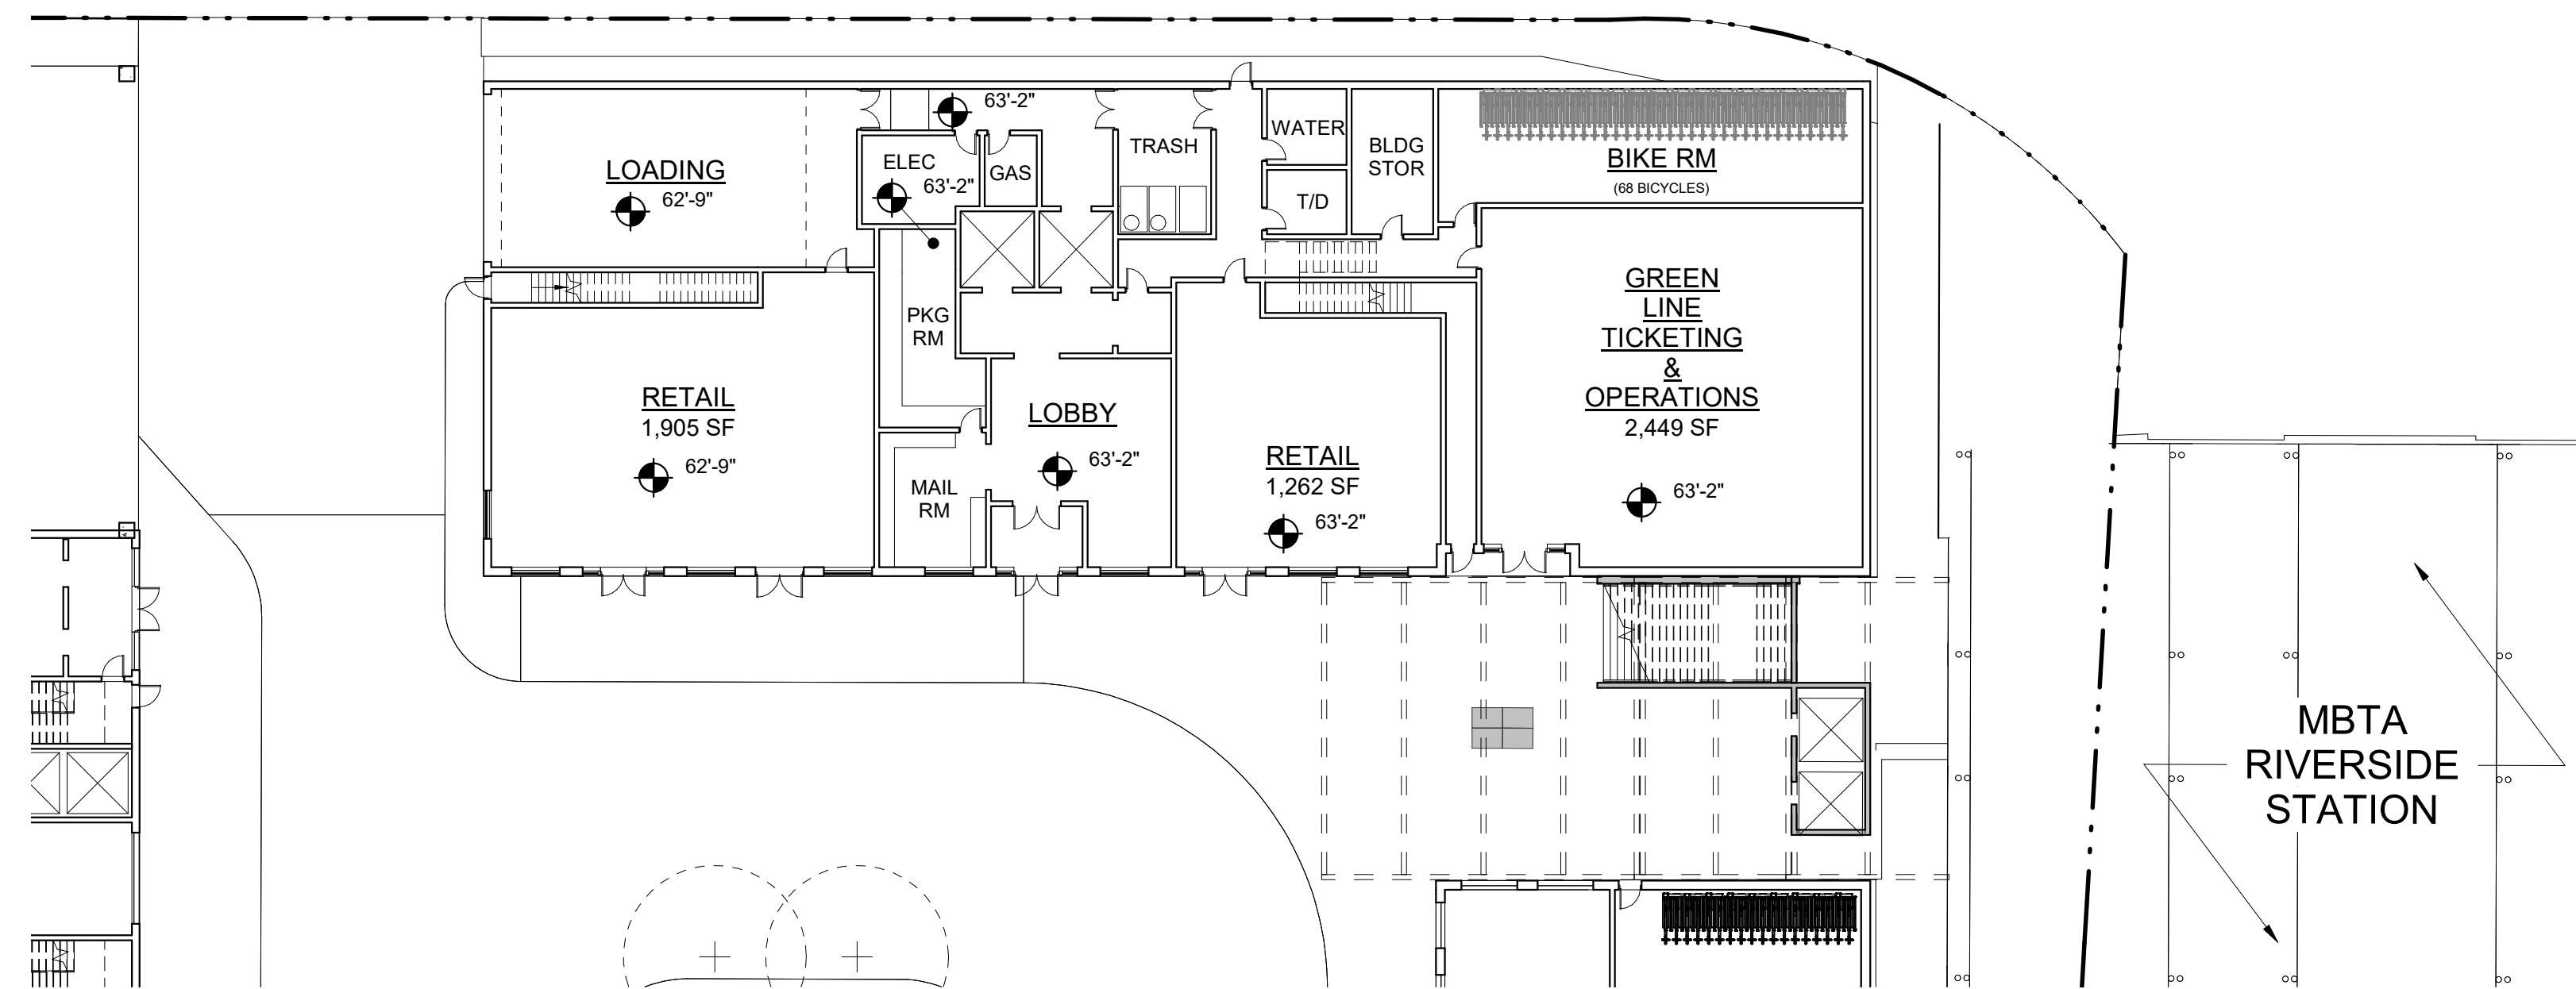 63'-2"
LOADING
62'-9"
ELEC
63'-2"
GAS
TRASH
WATER
T/D
BLDG
STOR
BIKE RM
(68 BICYCLES)
PKG
RM
RETAIL
1,905 SF
62'-9"
MAIL
RM
LOBBY
63'-2"
RETAIL
1,262 SF
63'-2"
GREEN
LINE
TICKETING
&
OPERATIONS
2,449 SF
63'-2"
MBTA
RIVERSIDE
STATION